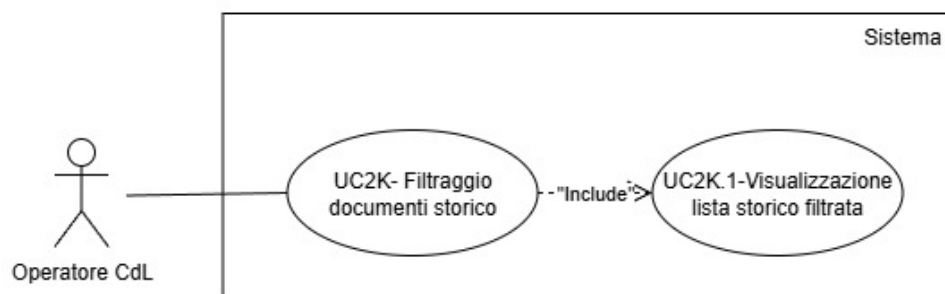 Sistema
UC2K- Filtraggio
documenti storico
"Include"
UC2K.1-Visualizzazione
lista storico filtrata
Operatore CdL